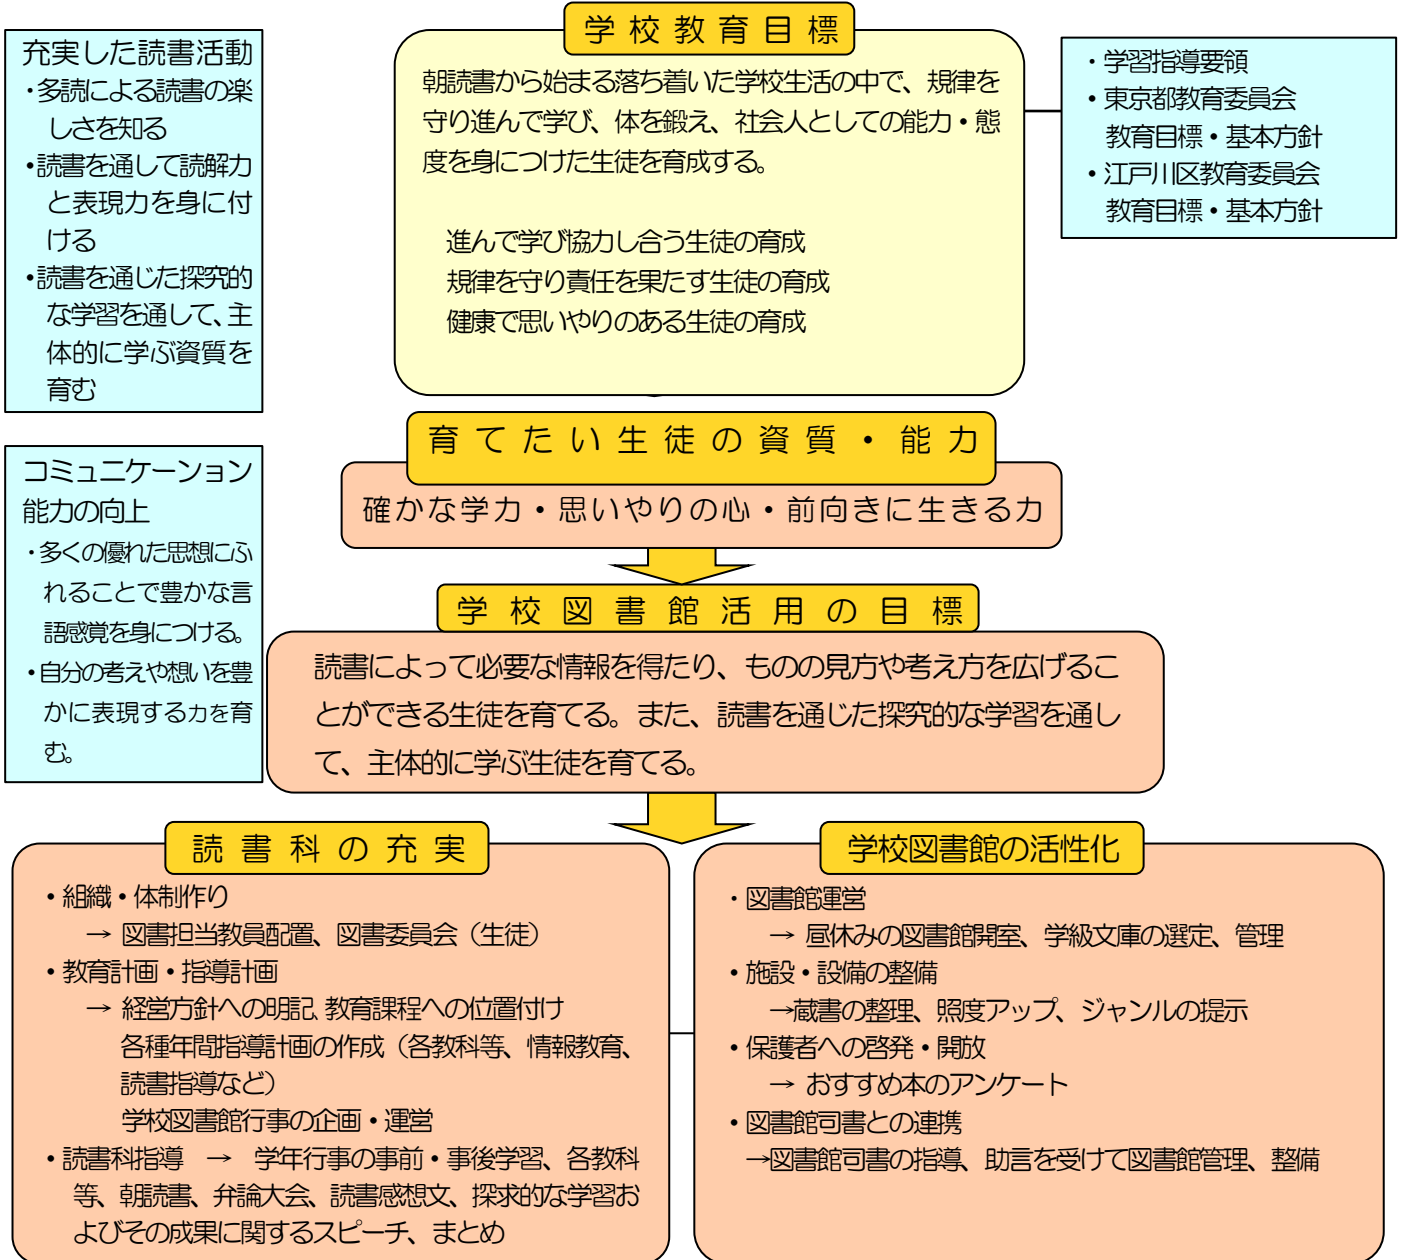 学校教育目標
朝読書から始まる落ち着いた学校生活の中で、規律を
守り進んで学び、体を鍛え、社会人としての能力・態
度を身につけた生徒を育成する。
進んで学び協力し合う生徒の育成
規律を守り責任を果たす生徒の育成
健康で思いやりのある生徒の育成
充実した読書活動
・多読による読書の楽
しさを知る
・読書を通して読解力
と表現力を身に付
ける
・読書を通じた探究的
な学習を通して、主
体的に学ぶ資質を
育む
・学習指導要領
・東京都教育委員会
教育目標・基本方針
・江戸川区教育委員会
教育目標・基本方針
育てたい生徒の資質・能力
確かな学力・思いやりの心・前向きに生きる力
コミュニケーション
能力の向上
・多くの優れた思想にふ
れることで豊かな言
語感覚を身につける。
・自分の考えや想いを豊
かに表現する力を育
む。
学校図書館活用の目標
読書によって必要な情報を得たり、ものの見方や考え方を広げるこ
とができる生徒を育てる。また、読書を通じた探究的な学習を通し
て、主体的に学ぶ生徒を育てる。
読書科の充実
・組織・体制作り
→ 図書担当教員配置、図書委員会（生徒）
・教育計画・指導計画
→ 経営方針への明記、教育課程への位置付け
各種年間指導計画の作成（各教科等、情報教育、
読書指導など）
学校図書館行事の企画・運営
・読書科指導 → 学年行事の事前・事後学習、各教科
等、朝読書、弁論大会、読書感想文、探求的な学習お
よびその成果に関するスピーチ、まとめ
学校図書館の活性化
・図書館運営
→ 昼休みの図書館開室、学級文庫の選定、管理
・施設・設備の整備
→蔵書の整理、照度アップ、ジャンルの提示
・保護者への啓発・開放
→ おすすめ本のアンケート
・図書館司書との連携
→図書館司書の指導、助言を受けて図書館管理、整備